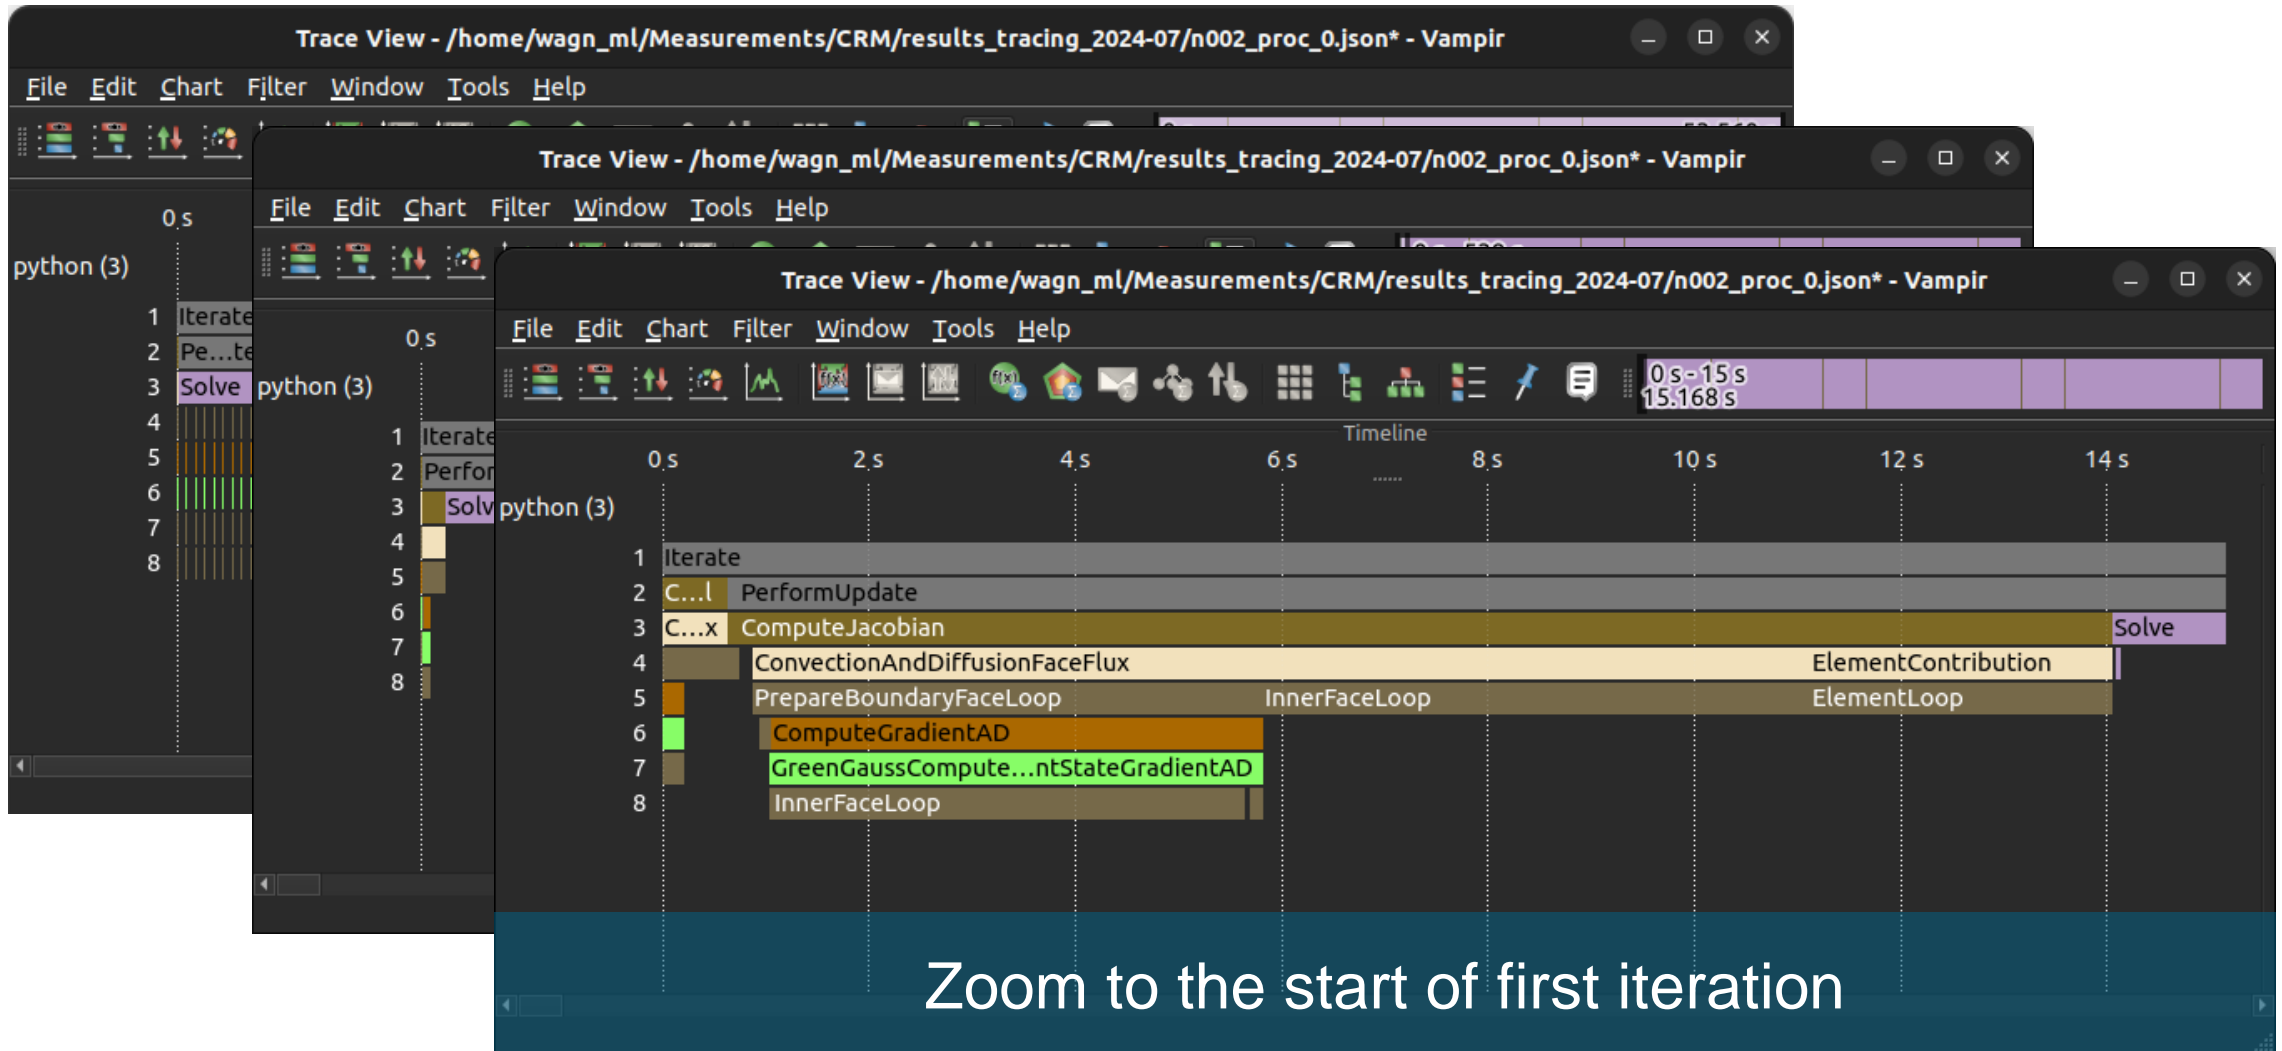 Trace View - /home/wagn_ml/Measurements/CRM/results_tracing_2024-07/n002_proc_0.json* - Vampir
File Edit Chart Filter Window Tools Help
0 s
python (3)
1 Iterate
2 Pe...te
3 Solve
4
5
6
7
8
Trace View - /home/wagn_ml/Measurements/CRM/results_tracing_2024-07/n002_proc_0.json* - Vampir
File Edit Chart Filter Window Tools Help
0 s
python (3)
1 Iterate
2 Perfor
3 Solv
4
5
6
7
8
Trace View - /home/wagn_ml/Measurements/CRM/results_tracing_2024-07/n002_proc_0.json* - Vampir
File Edit Chart Filter Window Tools Help
0 s - 15 s
15.168 s
Timeline
0 s 2 s 4 s 6 s 8 s 10 s 12 s 14 s
python (3)
1 Iterate
2 C...l PerformUpdate
3 C...x ComputeJacobian Solve
4 ConvectionAndDiffusionFaceFlux ElementContribution
5 PrepareBoundaryFaceLoop InnerFaceLoop ElementLoop
6 ComputeGradientAD
7 GreenGaussCompute...ntStateGradientAD
8 InnerFaceLoop
Zoom to the start of first iteration